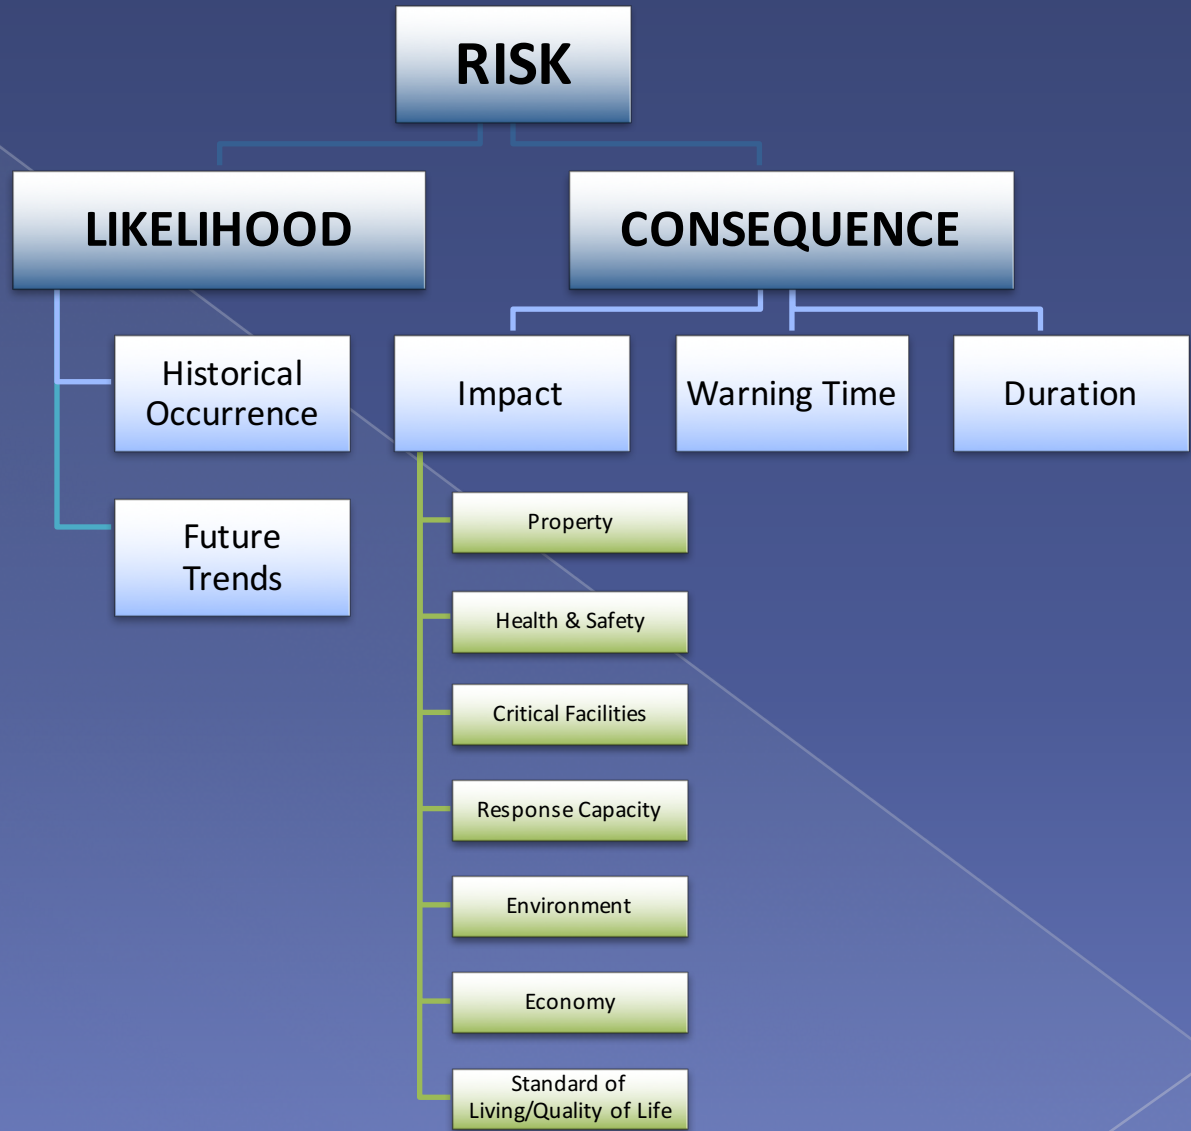 RISK
LIKELIHOOD
CONSEQUENCE
Historical
Occurrence
Future
Trends
Impact
Warning Time
Duration
Property
Health & Safety
Critical Facilities
Response Capacity
Environment
Economy
Standard of
Living/Quality of Life